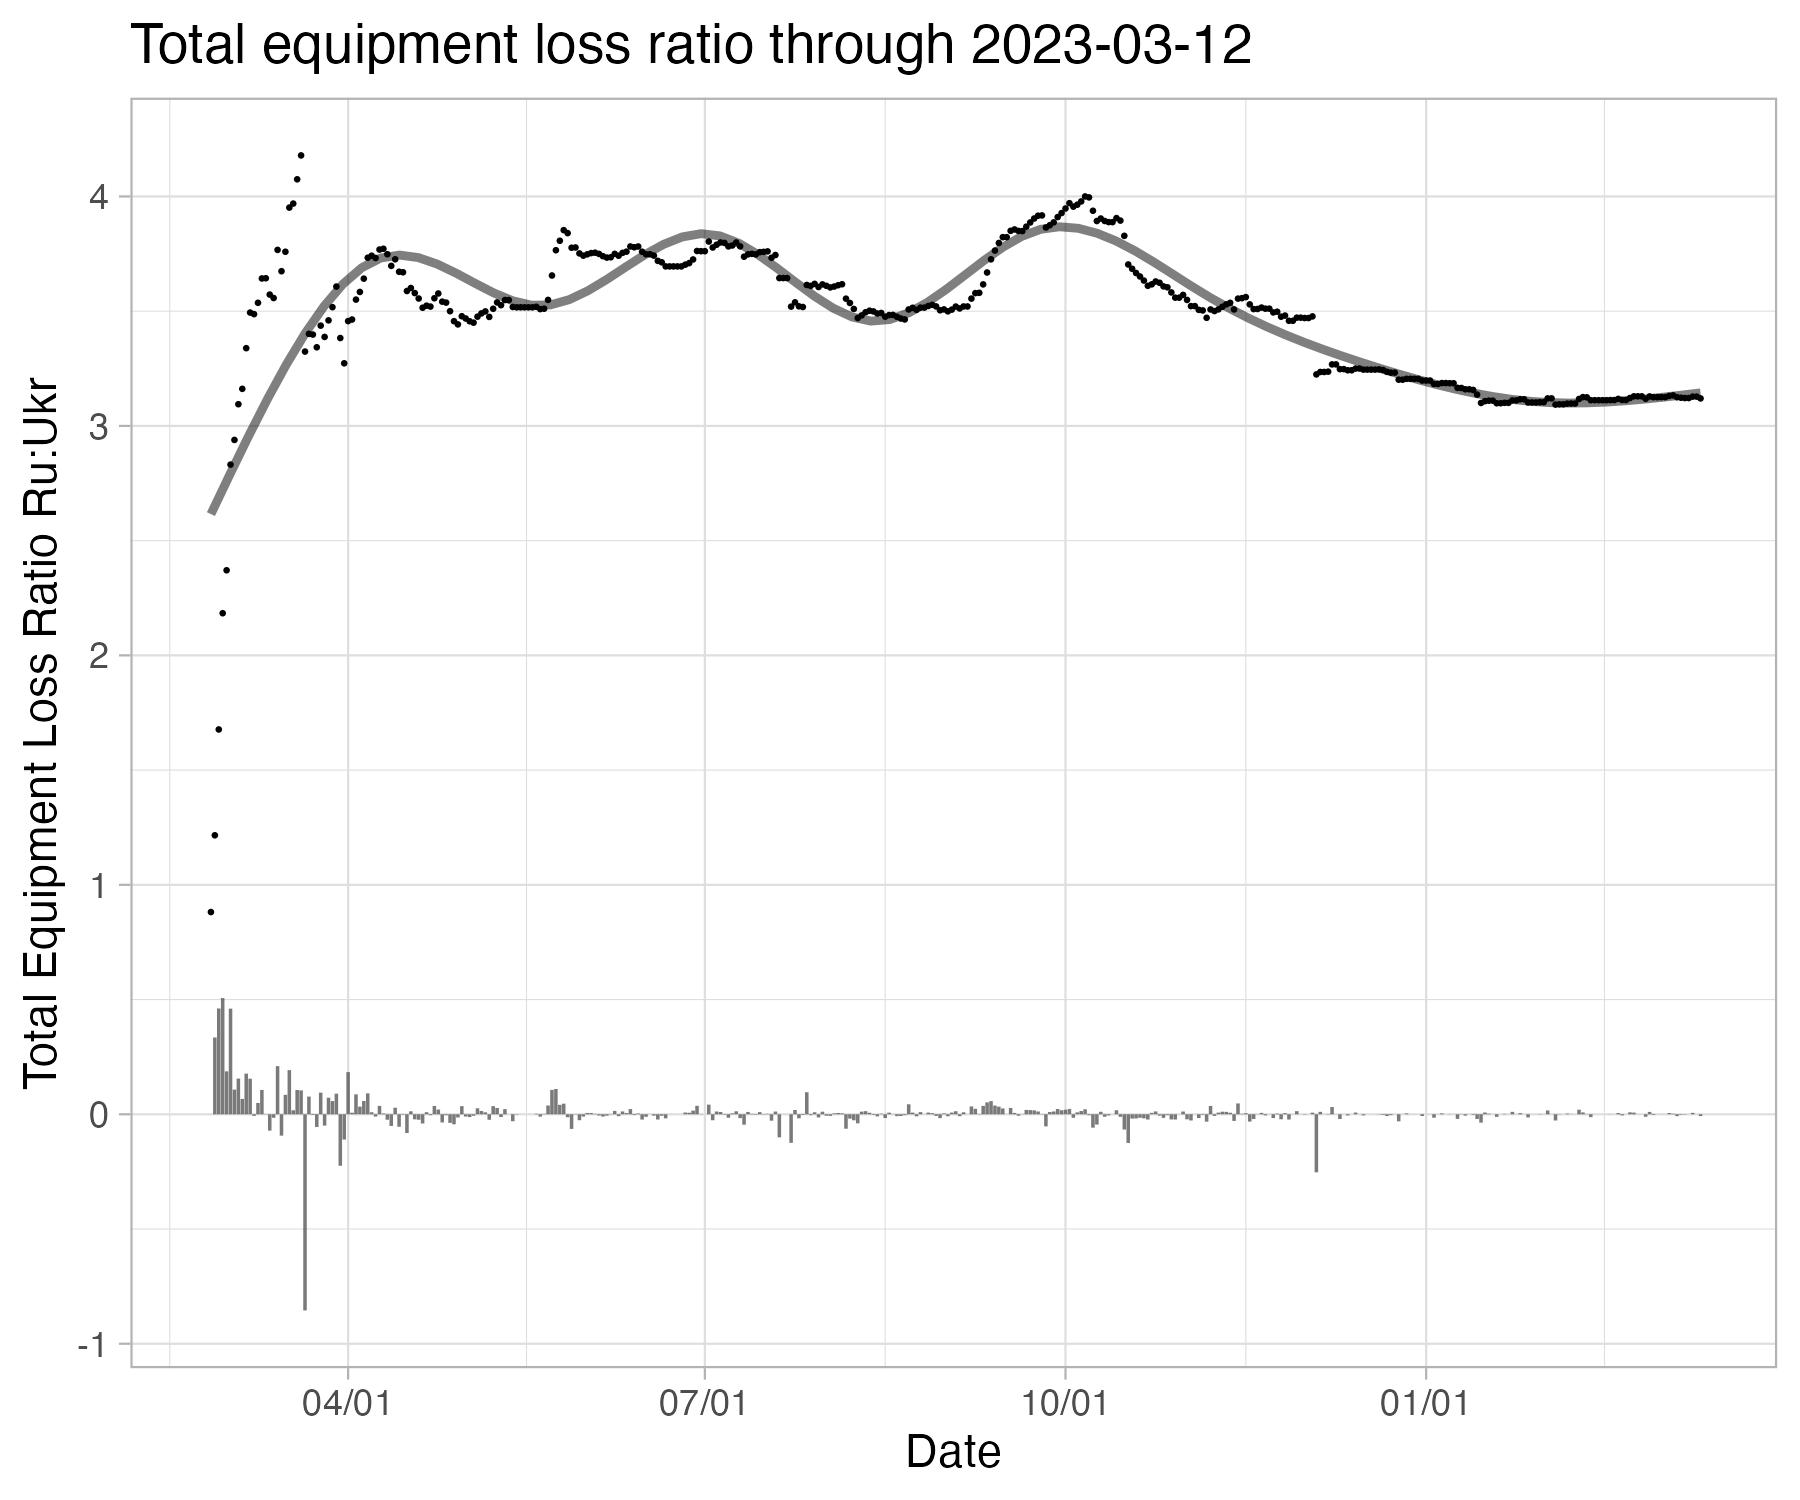 Total equipment loss ratio through 2023-03-12
Total Equipment Loss Ratio Ru:Ukr
4
3
2
1
0
-1
04/01 07/01 10/01 01/01
Date